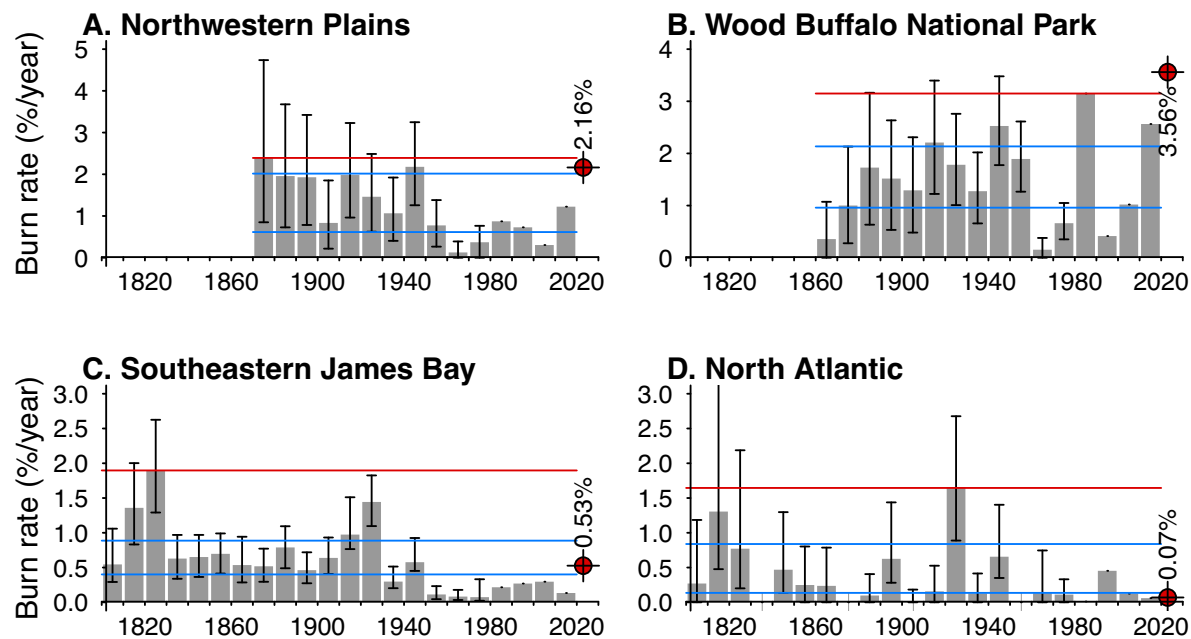 A. Northwestern Plains
Burn rate (%/year)
5
4
3
2
1
0
2.16%
1820 1860 1900 1940 1980 2020
B. Wood Buffalo National Park
4
3
2
1
0
3.56%
1820 1860 1900 1940 1980 2020
C. Southeastern James Bay
Burn rate (%/year)
3.0
2.5
2.0
1.5
1.0
0.5
0.0
0.53%
1820 1860 1900 1940 1980 2020
D. North Atlantic
3.0
2.5
2.0
1.5
1.0
0.5
0.0
0.07%
1820 1860 1900 1940 1980 2020